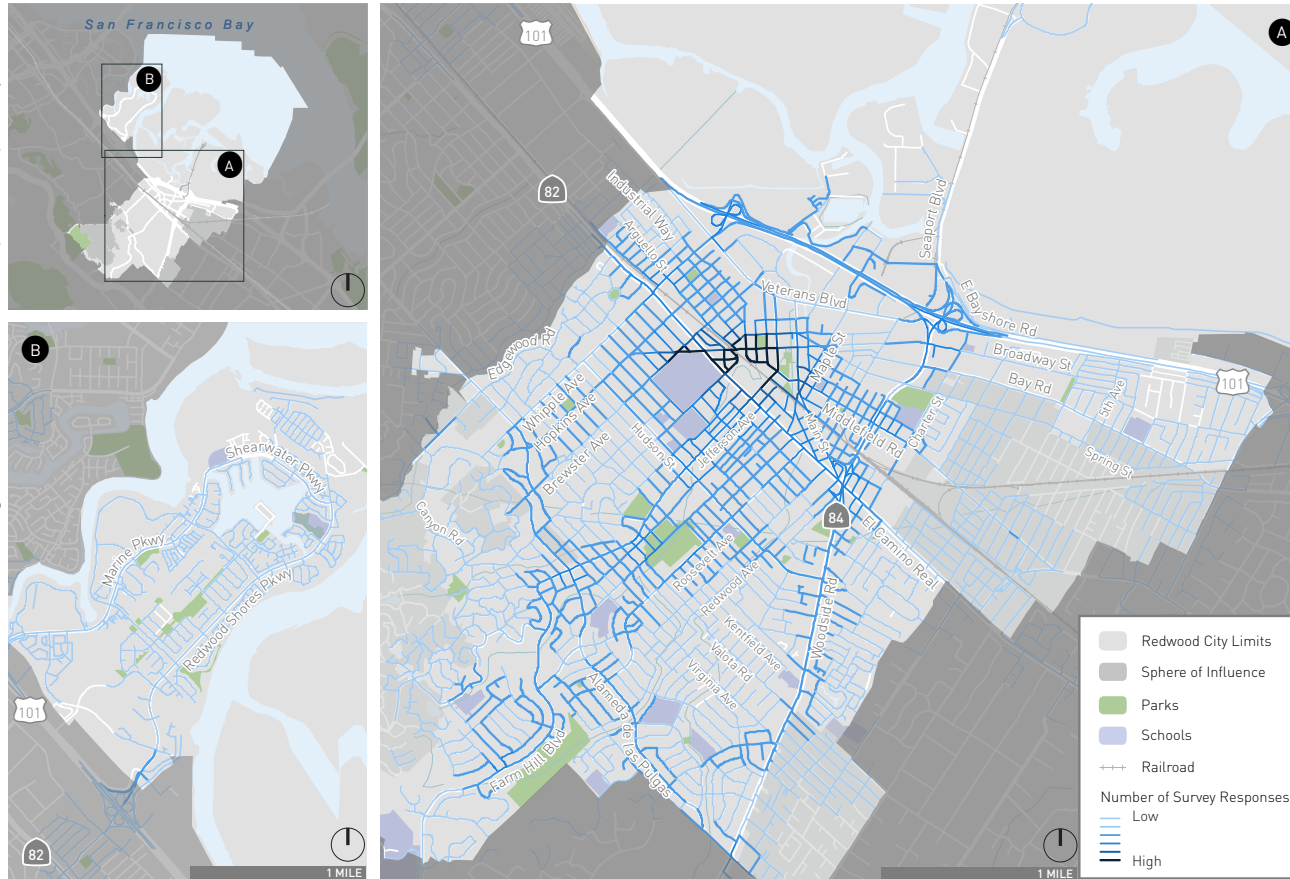 San Francisco Bay
B
A
B
Shearwater Pkwy
Marine Pkwy
Redwood Shores Pkwy
101
82
1 MILE
101
A
82
Industrial Way
Arguello St
Seaport Blvd
Veterans Blvd
E Bayshore Rd
Edgewood Rd
Maple St
Broadway St
101
Bay Rd
5th Ave
Whipple Ave
Hopkins Ave
Charter St
Middlefield Rd
Main St
Jefferson Ave
Hudson St
Brewster Ave
Spring St
Canyon Rd
84
El Camino Real
Roosevelt Ave
Redwood Ave
Woodside Rd
Kentfield Ave
Valota Rd
Virginia Ave
Alameda de las Pulgas
Farm Hill Blvd
Redwood City Limits
Sphere of Influence
Parks
Schools
Railroad
Number of Survey Responses
Low
High
1 MILE